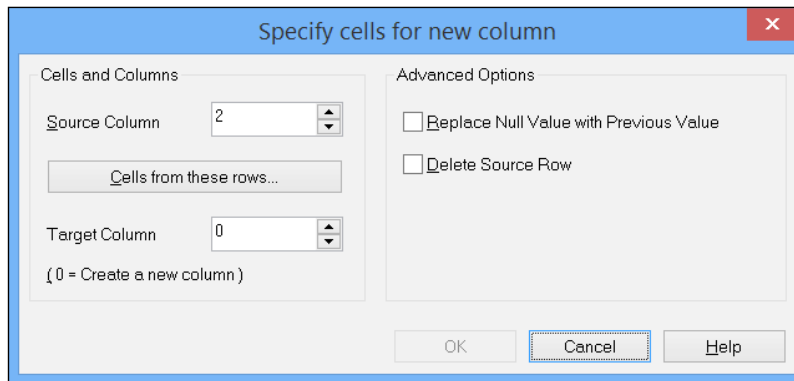 Specify cells for new column
Cells and Columns
Source Column 2
Cells from these rows...
Target Column 0
( 0 = Create a new column )
Advanced Options
Replace Null Value with Previous Value
Delete Source Row
OK Cancel Help